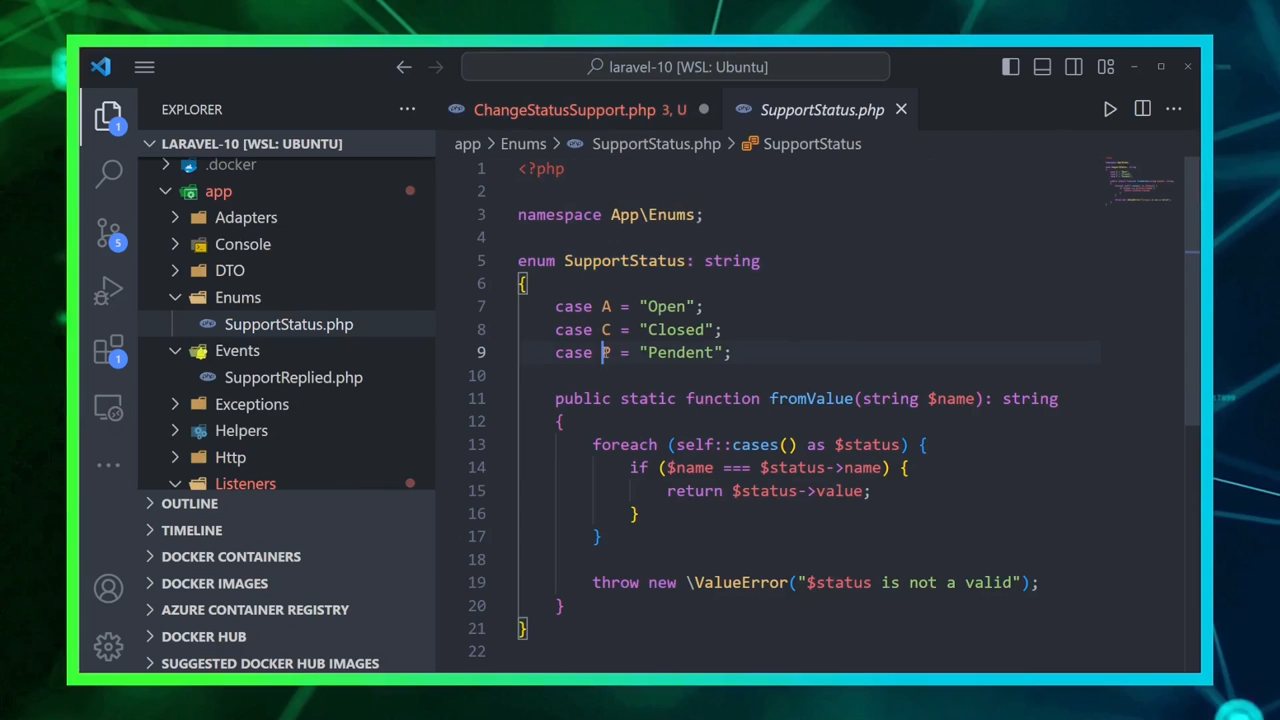 laravel-10 [WSL: Ubuntu]
EXPLORER
ChangeStatusSupport.php 3, U
SupportStatus.php
1
LARAVEL-10 [WSL: UBUNTU]
app > Enums > SupportStatus.php > SupportStatus
.docker
app
Adapters
Console
5
DTO
Enums
SupportStatus.php
Events
1
SupportReplied.php
Exceptions
Helpers
Http
Listeners
OUTLINE
TIMELINE
DOCKER CONTAINERS
DOCKER IMAGES
AZURE CONTAINER REGISTRY
DOCKER HUB
SUGGESTED DOCKER HUB IMAGES
1 <?php
2
3 namespace App\Enums;
4
5 enum SupportStatus: string
6 {
7 case A = "Open";
8 case C = "Closed";
9 case P = "Pendent";
10
11 public static function fromValue(string $name): string
12 {
13 foreach (self::cases() as $status) {
14 if ($name === $status->name) {
15 return $status->value;
16 }
17 }
18
19 throw new \ValueError("$status is not a valid");
20 }
21 }
22